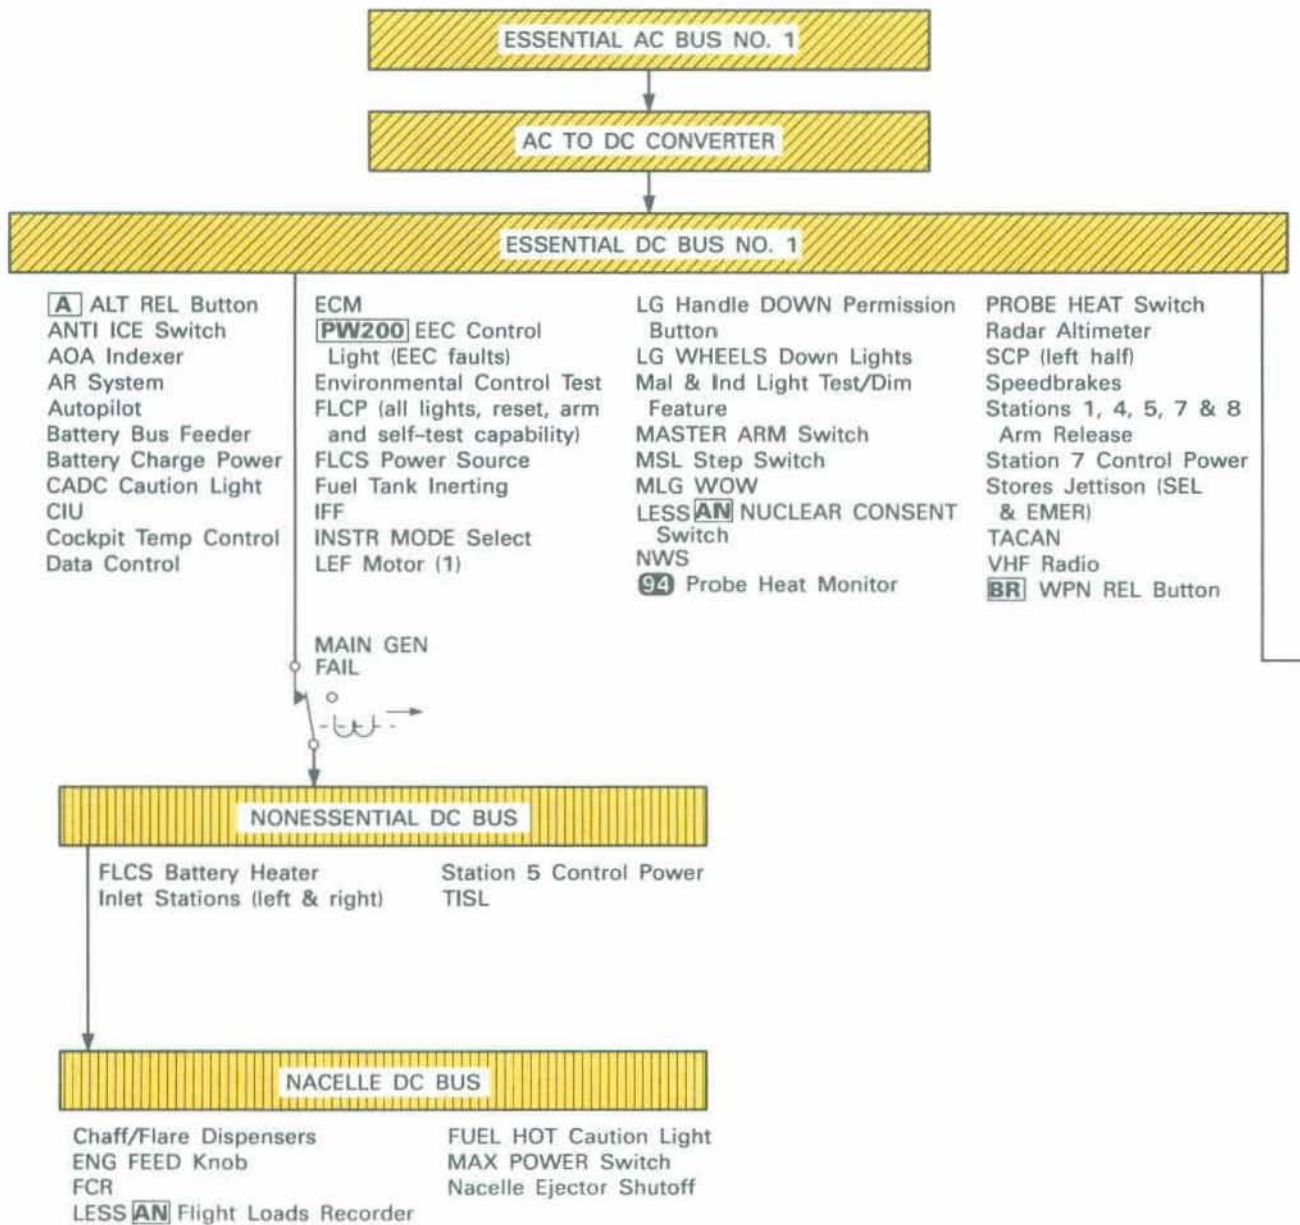 ESSENTIAL AC BUS NO. 1
AC TO DC CONVERTER
ESSENTIAL DC BUS NO. 1
A ALT REL Button
ANTI ICE Switch
AOA Indexer
AR System
Autopilot
Battery Bus Feeder
Battery Charge Power
CADC Caution Light
CIU
Cockpit Temp Control
Data Control
ECM
PW200 EEC Control
Light (EEC faults)
Environmental Control Test
FLCP (all lights, reset, arm
and self-test capability)
FLCS Power Source
Fuel Tank Inerting
IFF
INSTR MODE Select
LEF Motor (1)
LG Handle DOWN Permission
Button
LG WHEELS Down Lights
Mal & Ind Light Test/Dim
Feature
MASTER ARM Switch
MSL Step Switch
MLG WOW
LESS AN NUCLEAR CONSENT
Switch
NWS
94 Probe Heat Monitor
PROBE HEAT Switch
Radar Altimeter
SCP (left half)
Speedbrakes
Stations 1, 4, 5, 7 & 8
Arm Release
Station 7 Control Power
Stores Jettison (SEL
& EMER)
TACAN
VHF Radio
BR WPN REL Button
MAIN GEN
FAIL
NONESSENTIAL DC BUS
FLCS Battery Heater
Inlet Stations (left & right)
Station 5 Control Power
TISL
NACELLE DC BUS
Chaff/Flare Dispensers
ENG FEED Knob
FCR
LESS AN Flight Loads Recorder
FUEL HOT Caution Light
MAX POWER Switch
Nacelle Ejector Shutoff